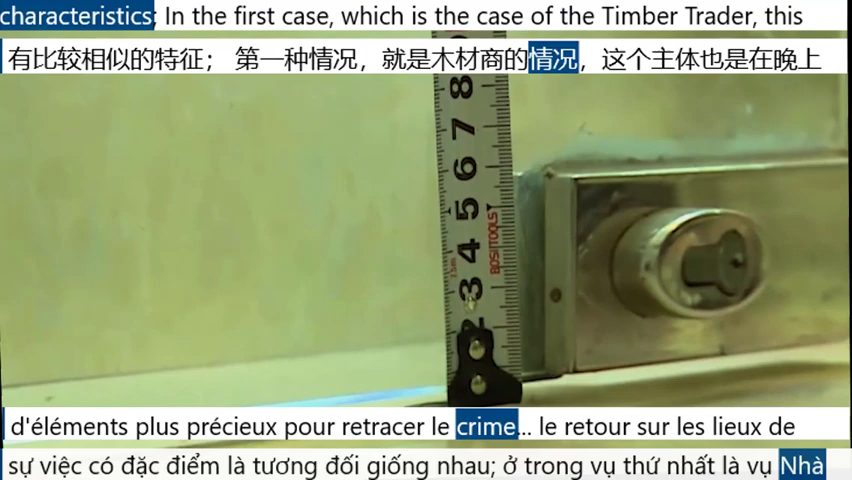 characteristics; In the first case, which is the case of the Timber Trader, this
有比较相似的特征； 第一种情况，就是木材商的情况，这个主体也是在晚上
8
7
6
5
4
3
2
7.5m
BOSI TOOLS
d'éléments plus précieux pour retracer le crime... le retour sur les lieux de
sự việc có đặc điểm là tương đối giống nhau; ở trong vụ thứ nhất là vụ Nhà